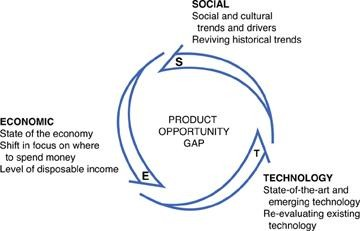 SOCIAL
Social and cultural
trends and drivers
Reviving historical trends
S
ECONOMIC
State of the economy
Shift in focus on where
to spend money
Level of disposable income
PRODUCT
OPPORTUNITY
GAP
E
T
TECHNOLOGY
State-of-the-art and
emerging technology
Re-evaluating existing
technology